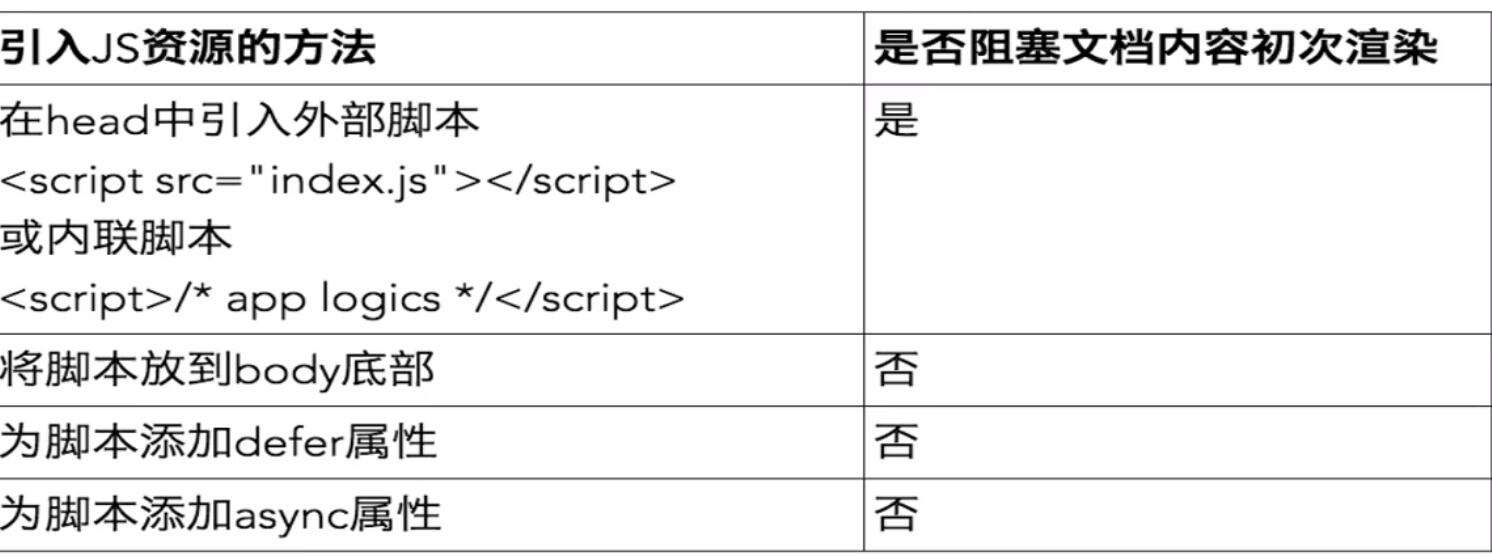 引入JS资源的方法
是否阻塞文档内容初次渲染
在head中引入外部脚本
是
<script src="index.js"></script>
或内联脚本
<script>/* app logics */</script>
将脚本放到body底部
否
为脚本添加defer属性
否
为脚本添加async属性
否